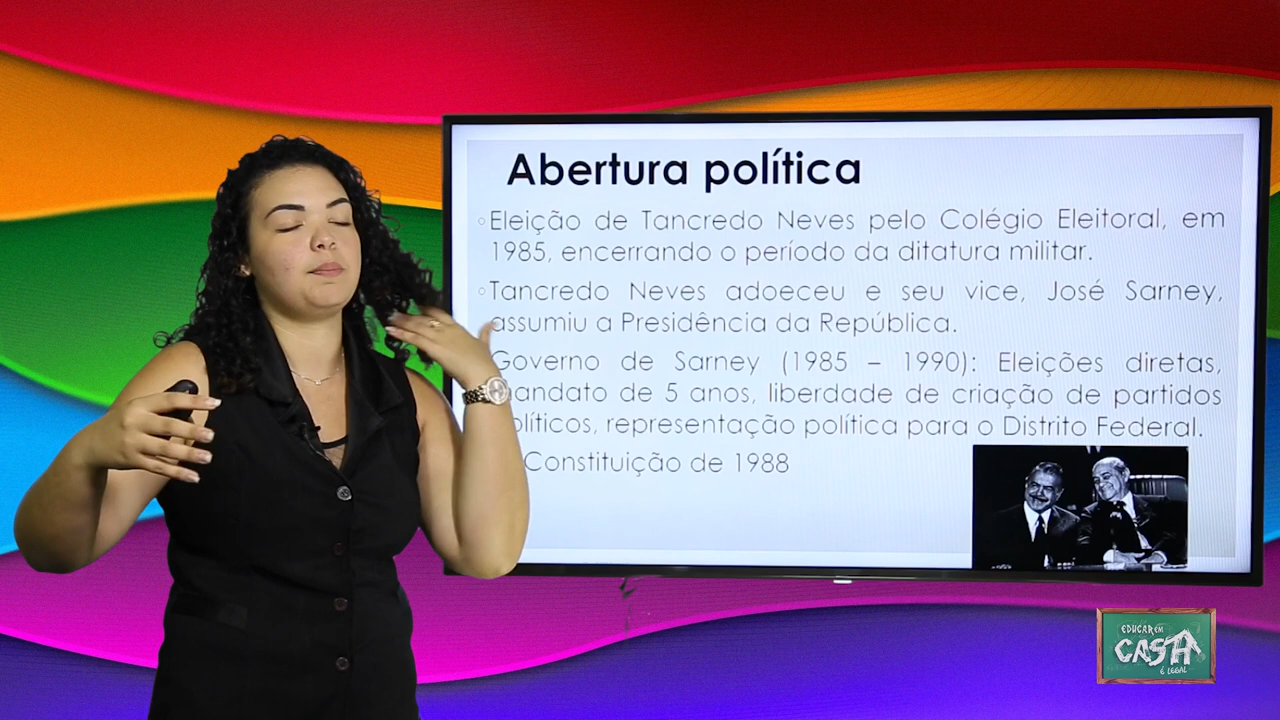 Abertura política
Eleição de Tancredo Neves pelo Colégio Eleitoral, em
1985, encerrando o período da ditatura militar.
Tancredo Neves adoeceu e seu vice, José Sarney,
assumiu a Presidência da República.
Governo de Sarney (1985 – 1990): Eleições diretas,
mandato de 5 anos, liberdade de criação de partidos
políticos, representação política para o Distrito Federal.
Constituição de 1988
EDUCAR EM
CASA
É LEGAL